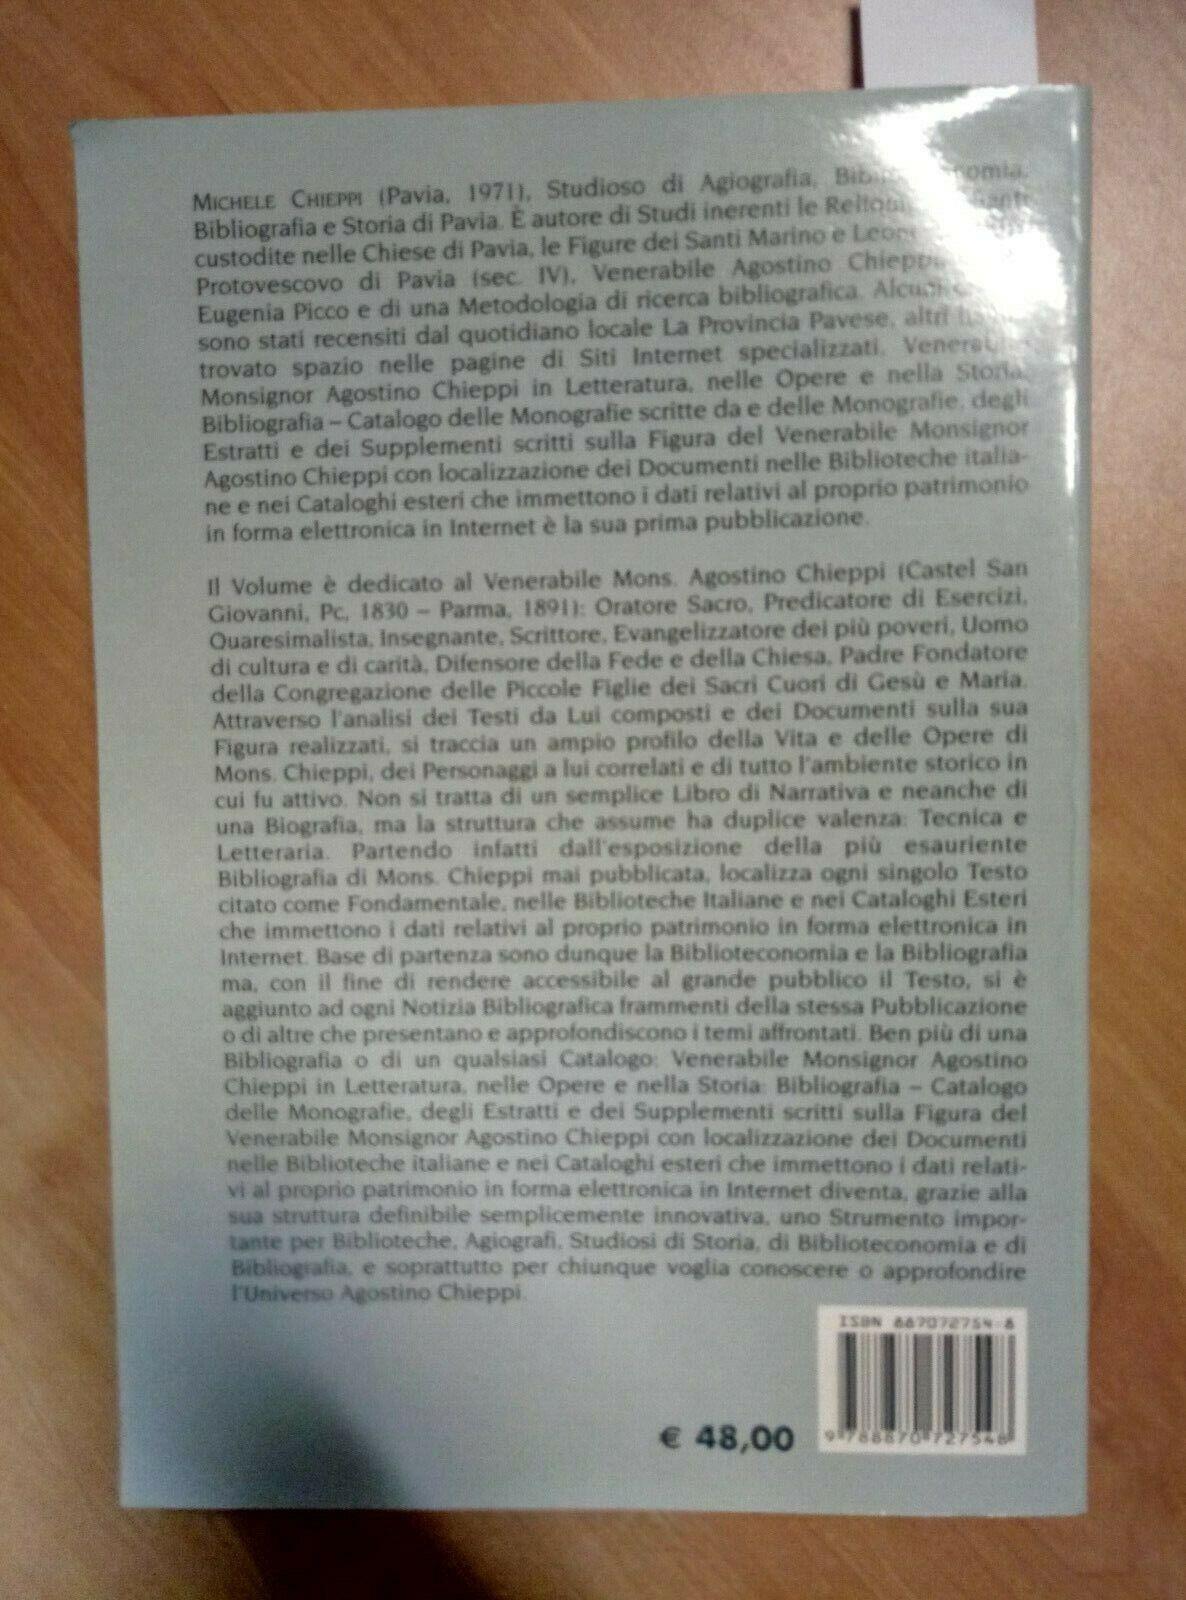 MICHELE CHIEPPI (Pavia, 1971), Studioso di Agiografia,
Bibliografia e Storia di Pavia. È autore di Studi inerenti le
custodite nelle Chiese di Pavia, le Figure dei Santi Marino e
Protovescovo di Pavia (sec. IV), Venerabile Agostino
Eugenia Picco e di una Metodologia di ricerca bibliografica.
sono stati recensiti dal quotidiano locale La Provincia Pavese, altri
trovato spazio nelle pagine di Siti Internet specializzati. Venerabile
Monsignor Agostino Chieppi in Letteratura, nelle Opere e nella Storia.
Bibliografia – Catalogo delle Monografie scritte da e delle Monografie, degli
Estratti e dei Supplementi scritti sulla Figura del Venerabile Monsignor
Agostino Chieppi con localizzazione dei Documenti nelle Biblioteche italia-
ne e nei Cataloghi esteri che immettono i dati relativi al proprio patrimonio
in forma elettronica in Internet è la sua prima pubblicazione.
Il Volume è dedicato al Venerabile Mons. Agostino Chieppi (Castel San
Giovanni, Pc, 1830 – Parma, 1891): Oratore Sacro, Predicatore di Esercizi,
Quaresimalista, Insegnante, Scrittore, Evangelizzatore dei più poveri, Uomo
di cultura e di carità, Difensore della Fede e della Chiesa, Padre Fondatore
della Congregazione delle Piccole Figlie dei Sacri Cuori di Gesù e Maria.
Attraverso l'analisi dei Testi da Lui composti e dei Documenti sulla sua
Figura realizzati, si traccia un ampio profilo della Vita e delle Opere di
Mons. Chieppi, dei Personaggi a lui correlati e di tutto l'ambiente storico in
cui fu attivo. Non si tratta di un semplice Libro di Narrativa e neanche di
una Biografia, ma la struttura che assume ha duplice valenza: Tecnica e
Letteraria. Partendo infatti dall'esposizione della più esauriente
Bibliografia di Mons. Chieppi mai pubblicata, localizza ogni singolo Testo
citato come Fondamentale, nelle Biblioteche Italiane e nei Cataloghi Esteri
che immettono i dati relativi al proprio patrimonio in forma elettronica in
Internet. Base di partenza sono dunque la Biblioteconomia e la Bibliografia
ma, con il fine di rendere accessibile al grande pubblico il Testo, si è
aggiunto ad ogni Notizia Bibliografica frammenti della stessa Pubblicazione
o di altre che presentano e approfondiscono i temi affrontati. Ben più di una
Bibliografia o di un qualsiasi Catalogo: Venerabile Monsignor Agostino
Chieppi in Letteratura, nelle Opere e nella Storia: Bibliografia – Catalogo
delle Monografie, degli Estratti e dei Supplementi scritti sulla Figura del
Venerabile Monsignor Agostino Chieppi con localizzazione dei Documenti
nelle Biblioteche italiane e nei Cataloghi esteri che immettono i dati relati-
vi al proprio patrimonio in forma elettronica in Internet diventa, grazie alla
sua struttura definibile semplicemente innovativa, uno Strumento impor-
tante per Biblioteche, Agiografi, Studiosi di Storia, di Biblioteconomia e di
Bibliografia, e soprattutto per chiunque voglia conoscere o approfondire
l'Universo Agostino Chieppi.
ISBN 887072754-8
€ 48,00
9 788870 727548